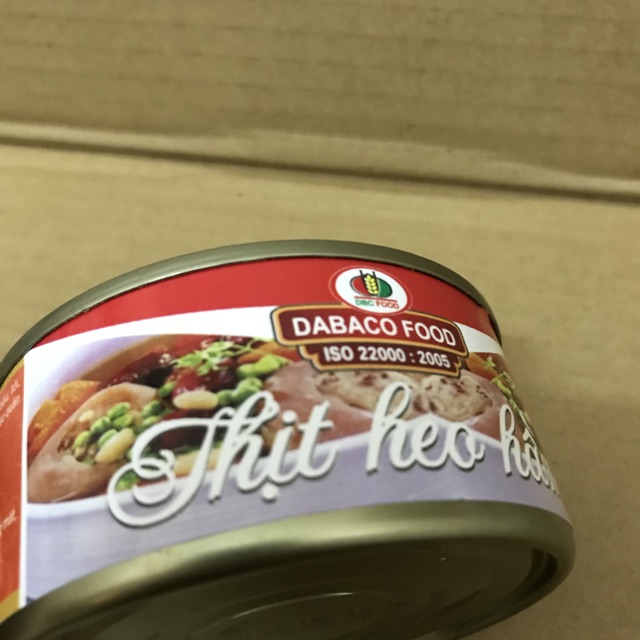 DBC FOOD
DABACO FOOD
ISO 22000 : 2005
Thịt heo